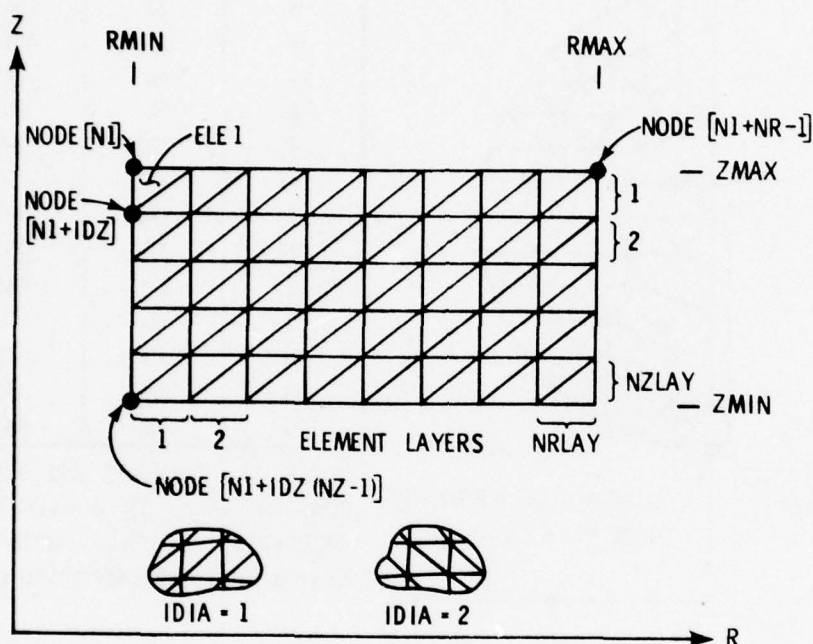 Z
RMIN
RMAX
NODE [N1]
ELE 1
NODE [N1+NR-1]
ZMAX
NODE
[N1+IDZ]
1
2
NZLAY
ZMIN
1 2 ELEMENT LAYERS NRLAY
NODE [N1+IDZ (NZ-1)]
IDIA = 1
IDIA = 2
R